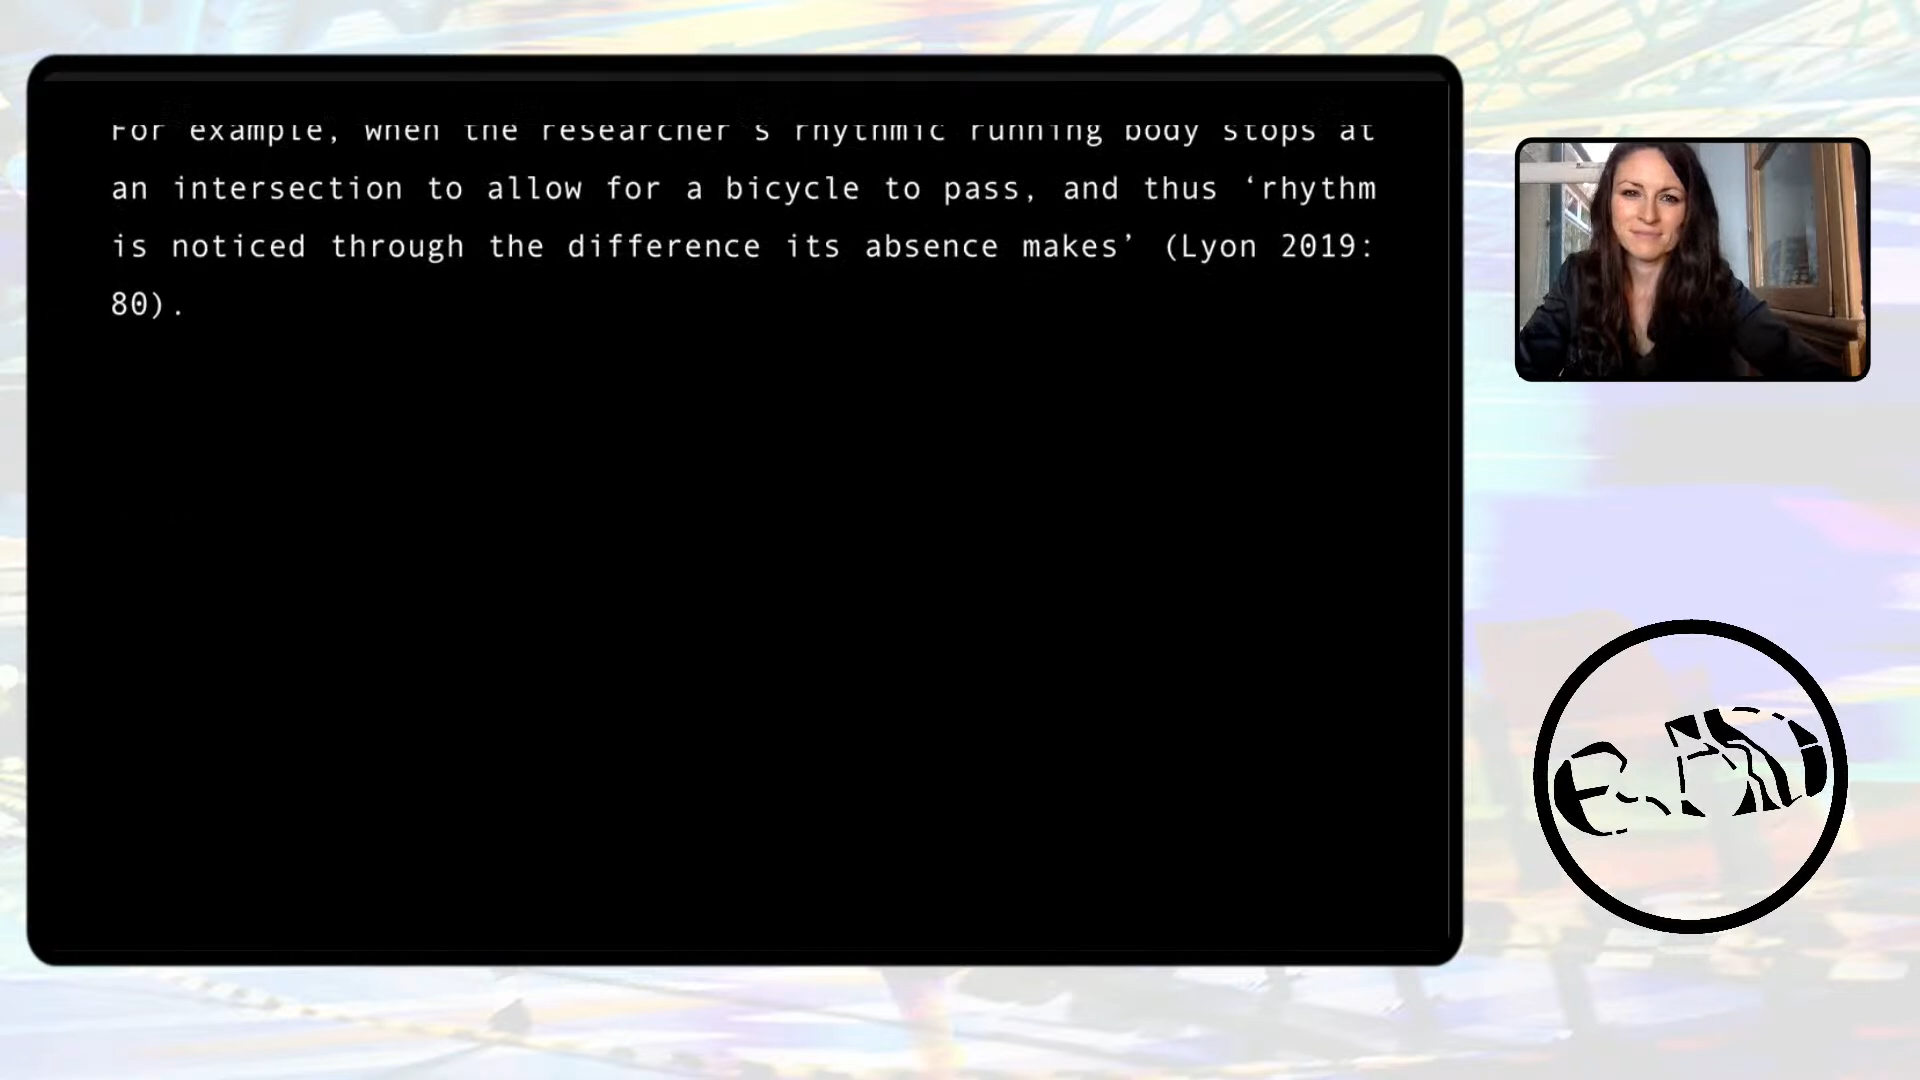 For example, when the researcher's rhythmic running body stops at
an intersection to allow for a bicycle to pass, and thus ‘rhythm
is noticed through the difference its absence makes’ (Lyon 2019:
80).